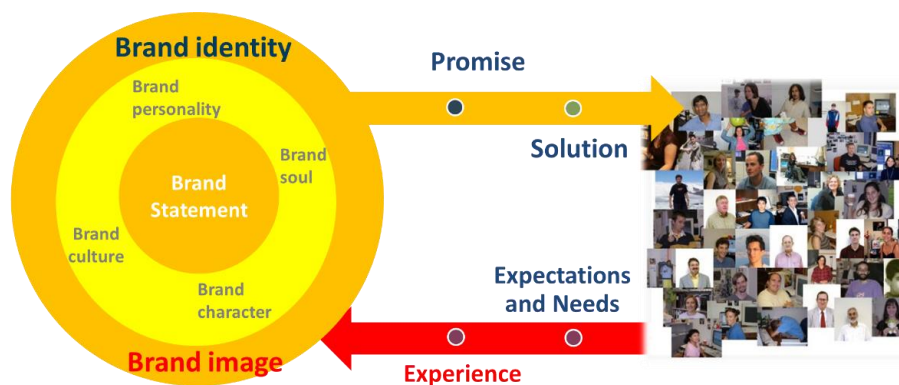 Brand identity
Brand
personality
Brand
soul
Brand
Statement
Brand
culture
Brand
character
Brand image
Promise
Solution
Expectations
and Needs
Experience